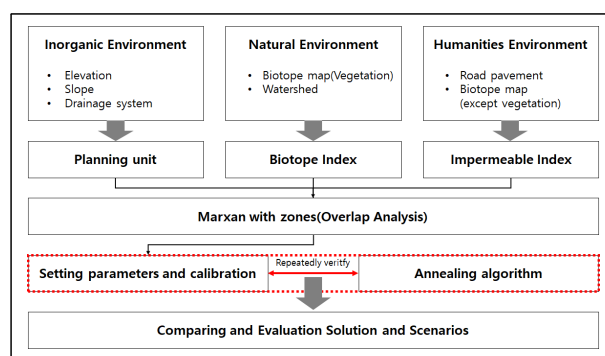 Inorganic Environment
• Elevation
• Slope
• Drainage system
Natural Environment
• Biotope map(Vegetation)
• Watershed
Humanities Environment
• Road pavement
• Biotope map
(except vegetation)
Planning unit
Biotope Index
Impermeable Index
Marxan with zones(Overlap Analysis)
Setting parameters and calibration
Repeatedly veritfy
Annealing algorithm
Comparing and Evaluation Solution and Scenarios